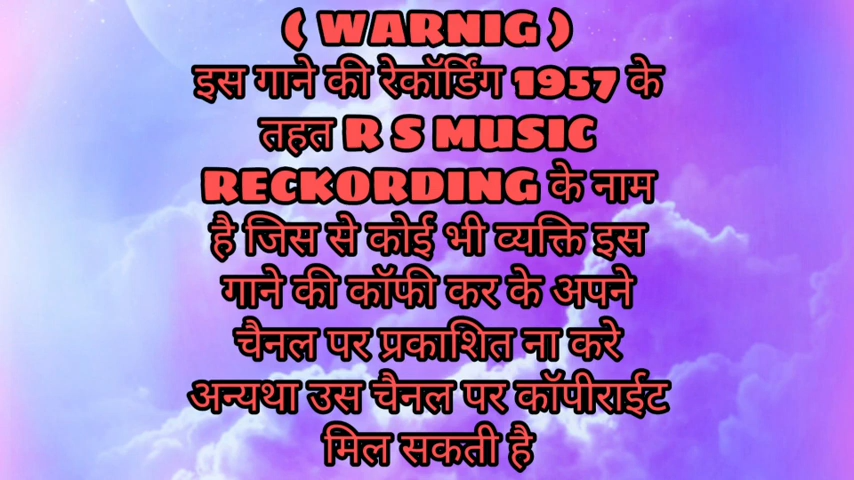 ( WARNIG )
इस गाने की रेकॉर्डिंग 1957 के
तहत R S MUSIC
RECKORDING के नाम
है जिस से कोई भी व्यक्ति इस
गाने की कॉफी कर के अपने
चैनल पर प्रकाशित ना करे
अन्यथा उस चैनल पर कॉपीराईट
मिल सकती है